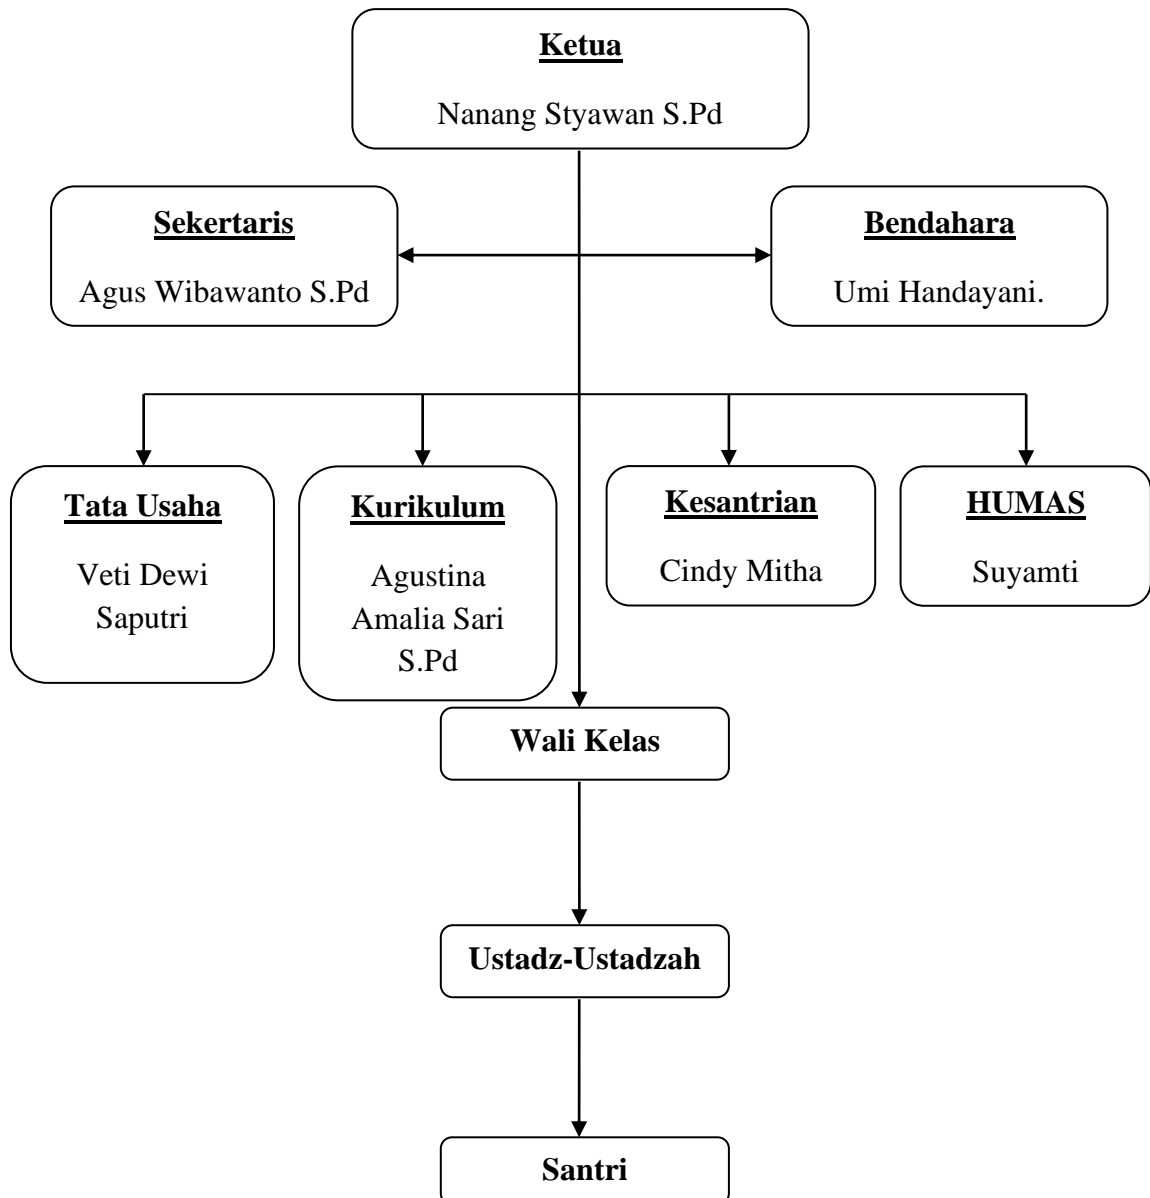 Ketua
Nanang Styawan S.Pd
Sekertaris
Agus Wibawanto S.Pd
Bendahara
Umi Handayani.
Tata Usaha
Veti Dewi
Saputri
Kurikulum
Agustina
Amalia Sari
S.Pd
Kesantrian
Cindy Mitha
HUMAS
Suyamti
Wali Kelas
Ustadz-Ustadzah
Santri